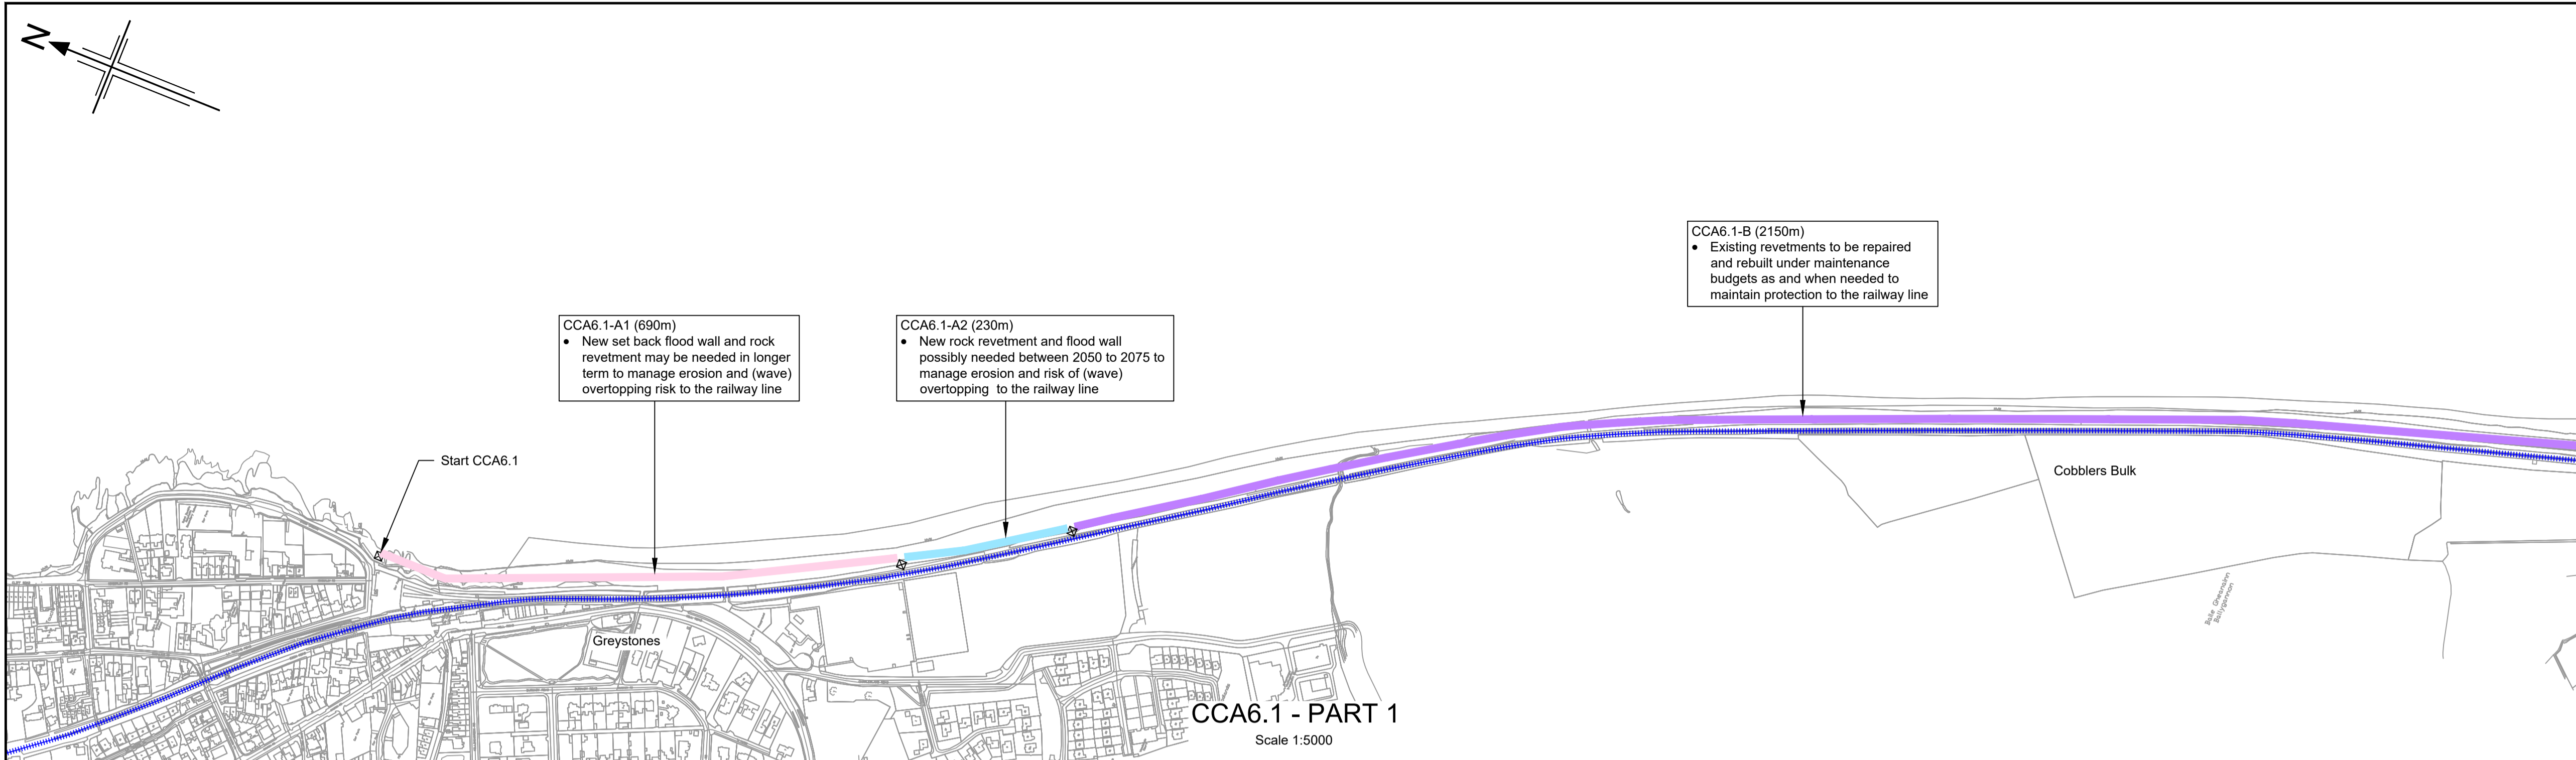 N
CCA6.1-B (2150m)
• Existing revetments to be repaired
and rebuilt under maintenance
budgets as and when needed to
maintain protection to the railway line
CCA6.1-A1 (690m)
• New set back flood wall and rock
revetment may be needed in longer
term to manage erosion and (wave)
overtopping risk to the railway line
CCA6.1-A2 (230m)
• New rock revetment and flood wall
possibly needed between 2050 to 2075 to
manage erosion and risk of (wave)
overtopping to the railway line
Start CCA6.1
Cobblers Bulk
Ballygannon
Greystones
CCA6.1 - PART 1
Scale 1:5000